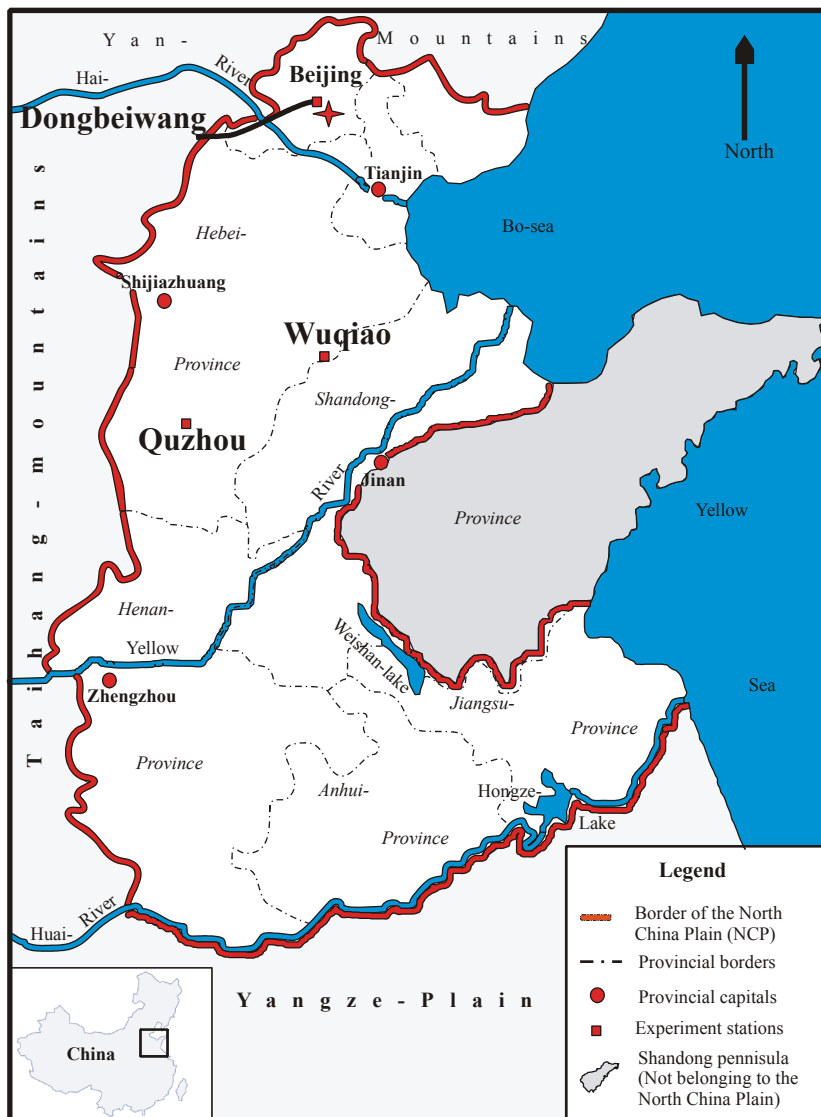 Yan-
Mountains
Hai-
River
Beijing
Dongbeiwang
North
Tianjin
Taihang-mountains
Hebei-
Bo-sea
Shijiazhuang
Wuqiao
Province
Shandong-
Quzhou
River
Jinan
Province
Yellow
Henan-
Yellow
Weishan-lake
Zhengzhou
Jiangsu-
Sea
Province
Province
Anhui-
Hongze-
Lake
Province
Huai-
River
Yangze-Plain
China
Legend
Border of the North
China Plain (NCP)
Provincial borders
Provincial capitals
Experiment stations
Shandong pennisula
(Not belonging to the
North China Plain)